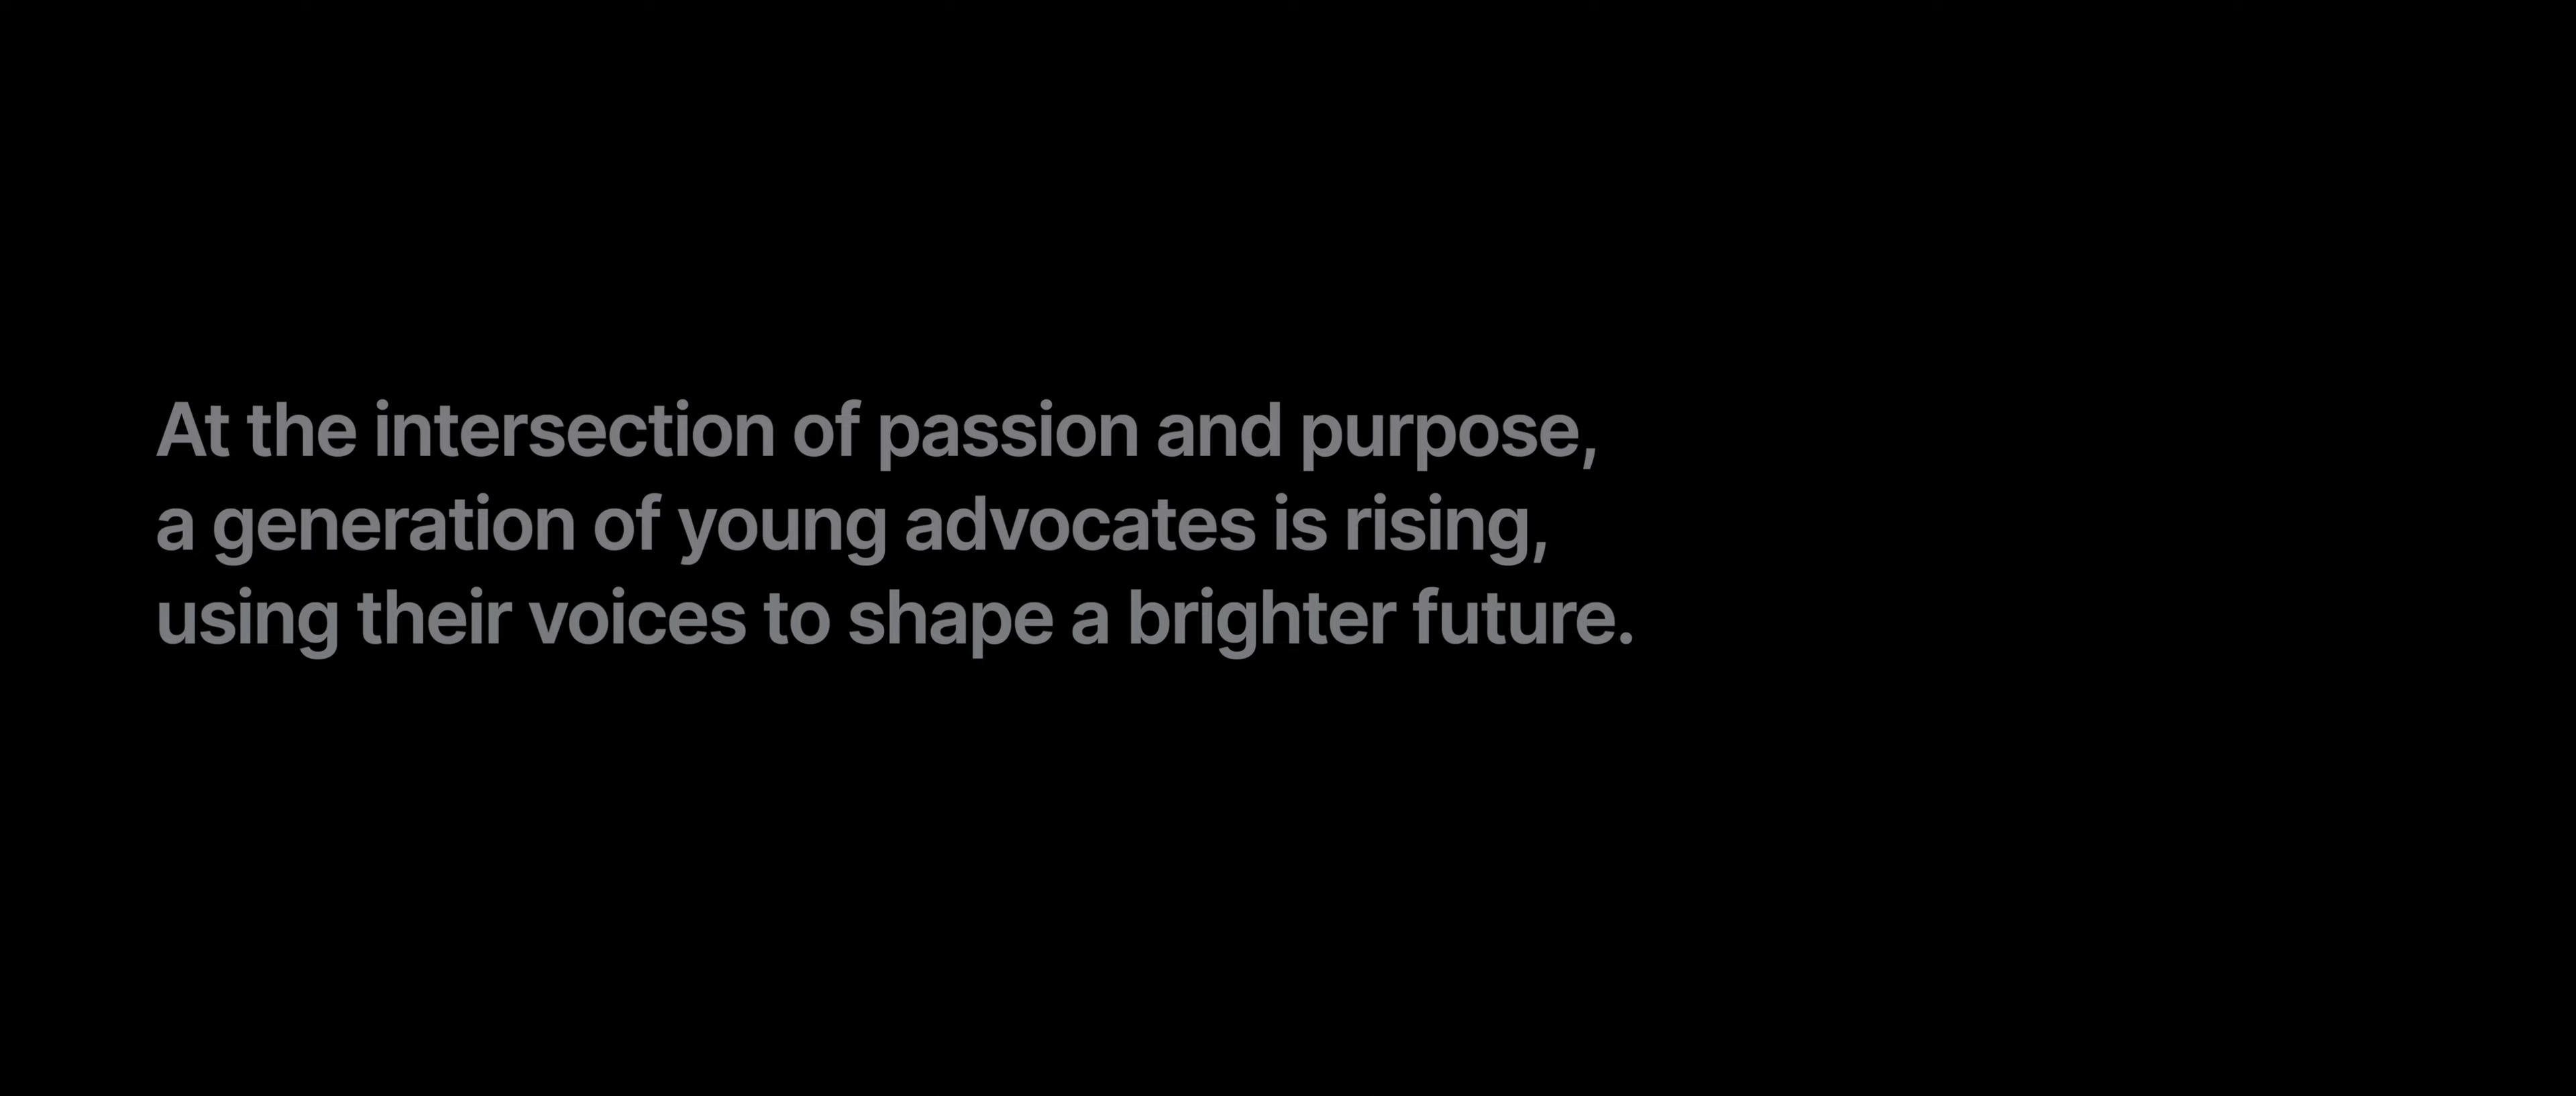 At the intersection of passion and purpose,
a generation of young advocates is rising,
using their voices to shape a brighter future.